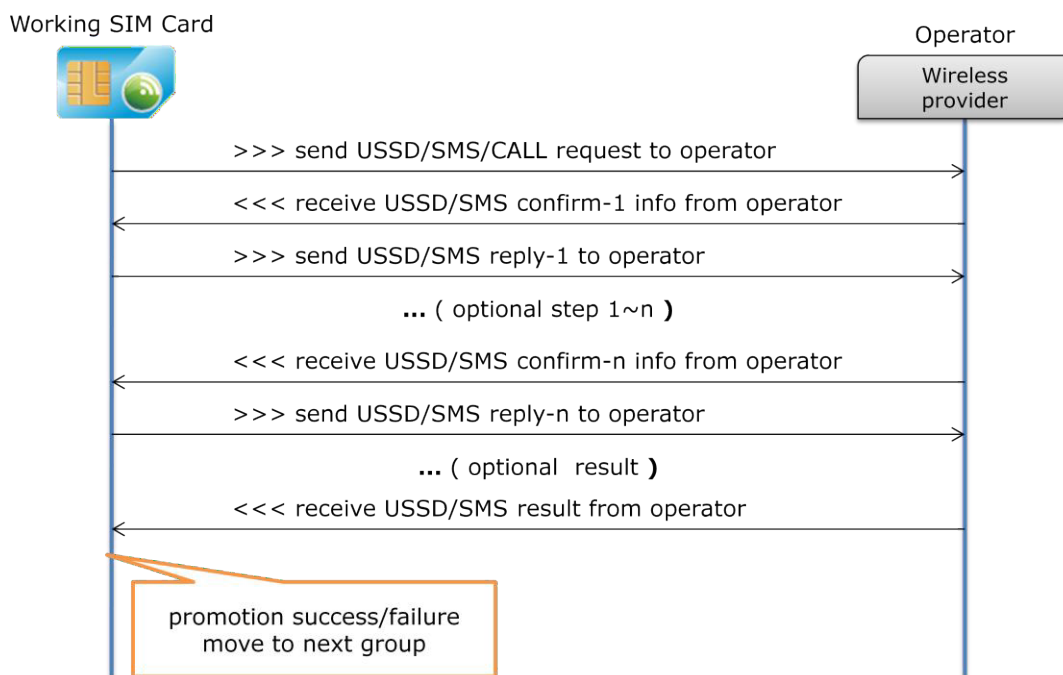 Working SIM Card
Operator
Wireless
provider
>>> send USSD/SMS/CALL request to operator
<<< receive USSD/SMS confirm-1 info from operator
>>> send USSD/SMS reply-1 to operator
... ( optional step 1~n )
<<< receive USSD/SMS confirm-n info from operator
>>> send USSD/SMS reply-n to operator
... ( optional  result )
<<< receive USSD/SMS result from operator
promotion success/failure
move to next group